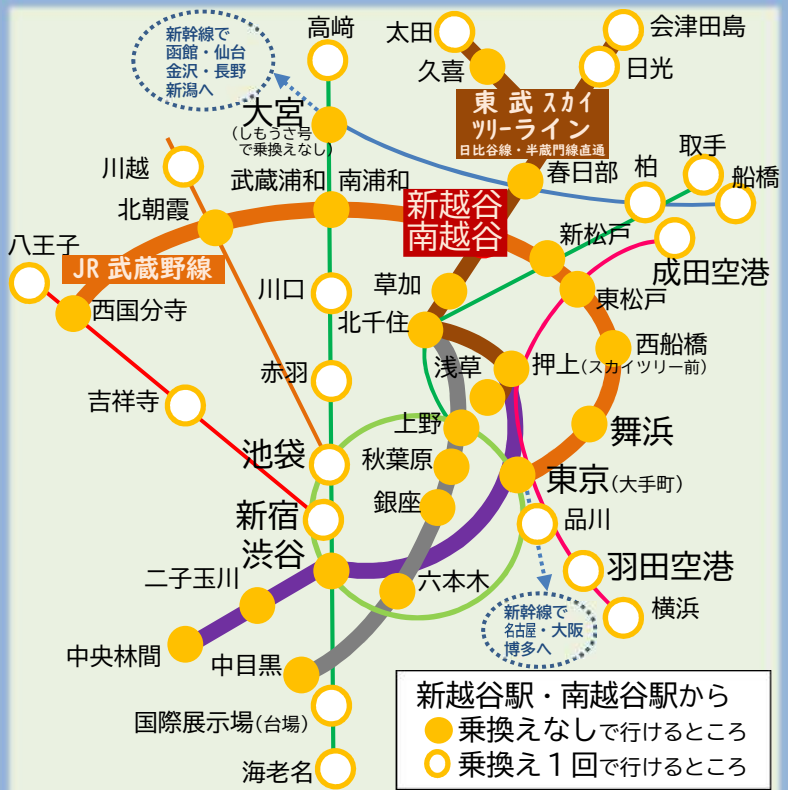 新幹線で
函館・仙台
金沢・長野
新潟へ
高﨑
太田
久喜
会津田島
日光
大宮
(しもうさ号
で乗換えなし)
東武スカイ
ツリーライン
日比谷線・半蔵門線直通
川越
北朝霞
武蔵浦和
南浦和
新越谷
南越谷
春日部
柏
取手
船橋
八王子
JR 武蔵野線
西国分寺
川口
草加
北千住
新松戸
成田空港
東松戸
西船橋
赤羽
浅草
押上(スカイツリー前)
吉祥寺
上野
舞浜
池袋
秋葉原
東京(大手町)
新宿
銀座
品川
渋谷
二子玉川
六本木
羽田空港
横浜
新幹線で
名古屋・大阪
博多へ
中央林間
中目黒
国際展示場(台場)
海老名
新越谷駅・南越谷駅から
乗換えなしで行けるところ
乗換え1回で行けるところ